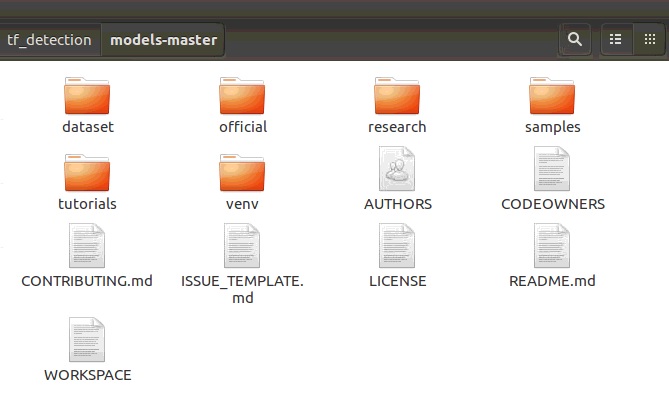 tf_detection models-master
dataset official research samples
tutorials venv AUTHORS CODEOWNERS
CONTRIBUTING.md ISSUE_TEMPLATE. LICENSE README.md
md
WORKSPACE